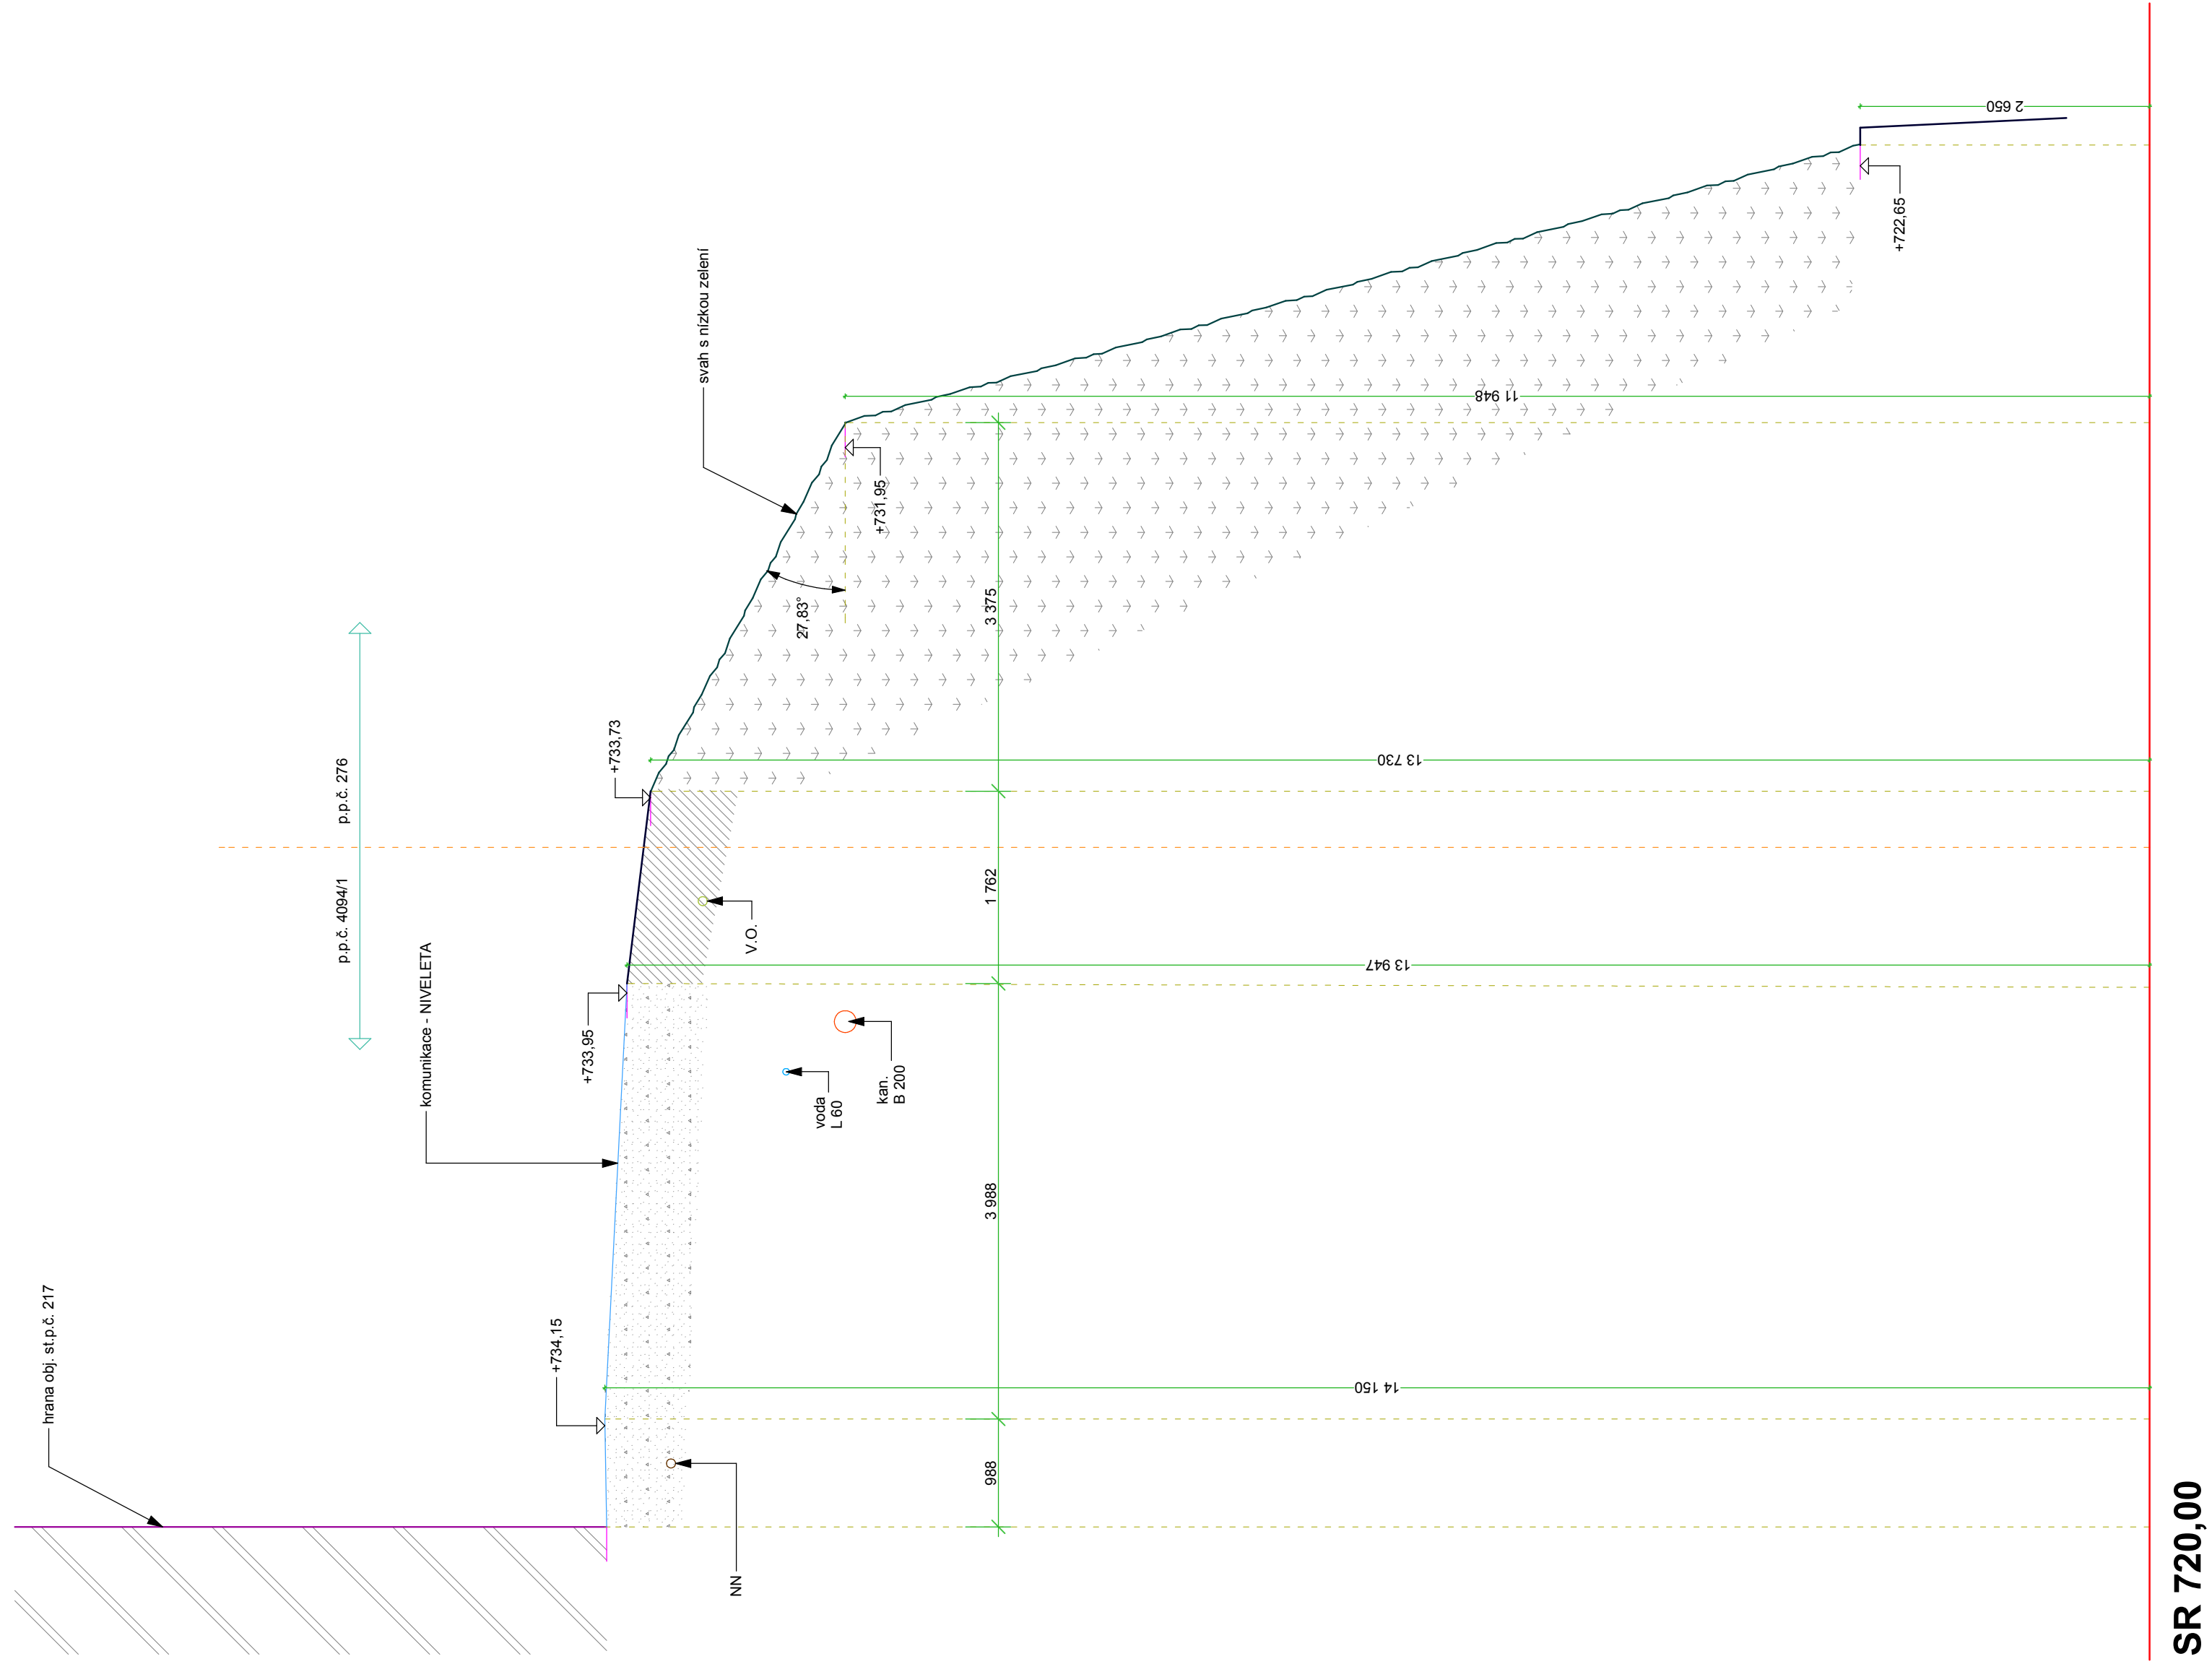 hrana obj. st.p.č. 217
p.p.č. 4094/1
p.p.č. 276
komunikace - NIVELETA
svah s nízkou zelení
+734,15
+733,95
+733,73
+731,95
+722,65
27,83°
NN
voda
L 60
kan.
B 200
V.O.
988
3 988
1 762
3 375
14 150
13 947
13 730
11 948
2 650
SR 720,00